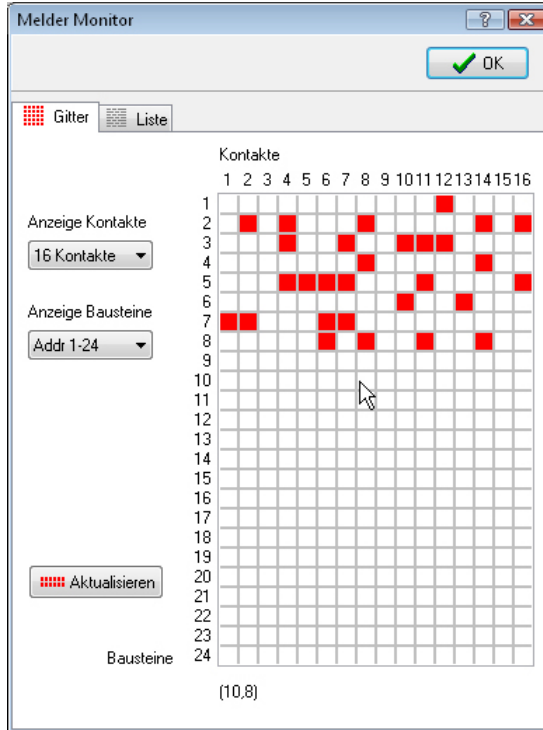 Melder Monitor
?
OK
Gitter
Liste
Kontakte
1 2 3 4 5 6 7 8 9 10 11 12 13 14 15 16
Anzeige Kontakte
16 Kontakte
Anzeige Bausteine
Addr 1-24
Aktualisieren
1
2
3
4
5
6
7
8
9
10
11
12
13
14
15
16
17
18
19
20
21
22
23
Bausteine 24
(10,8)